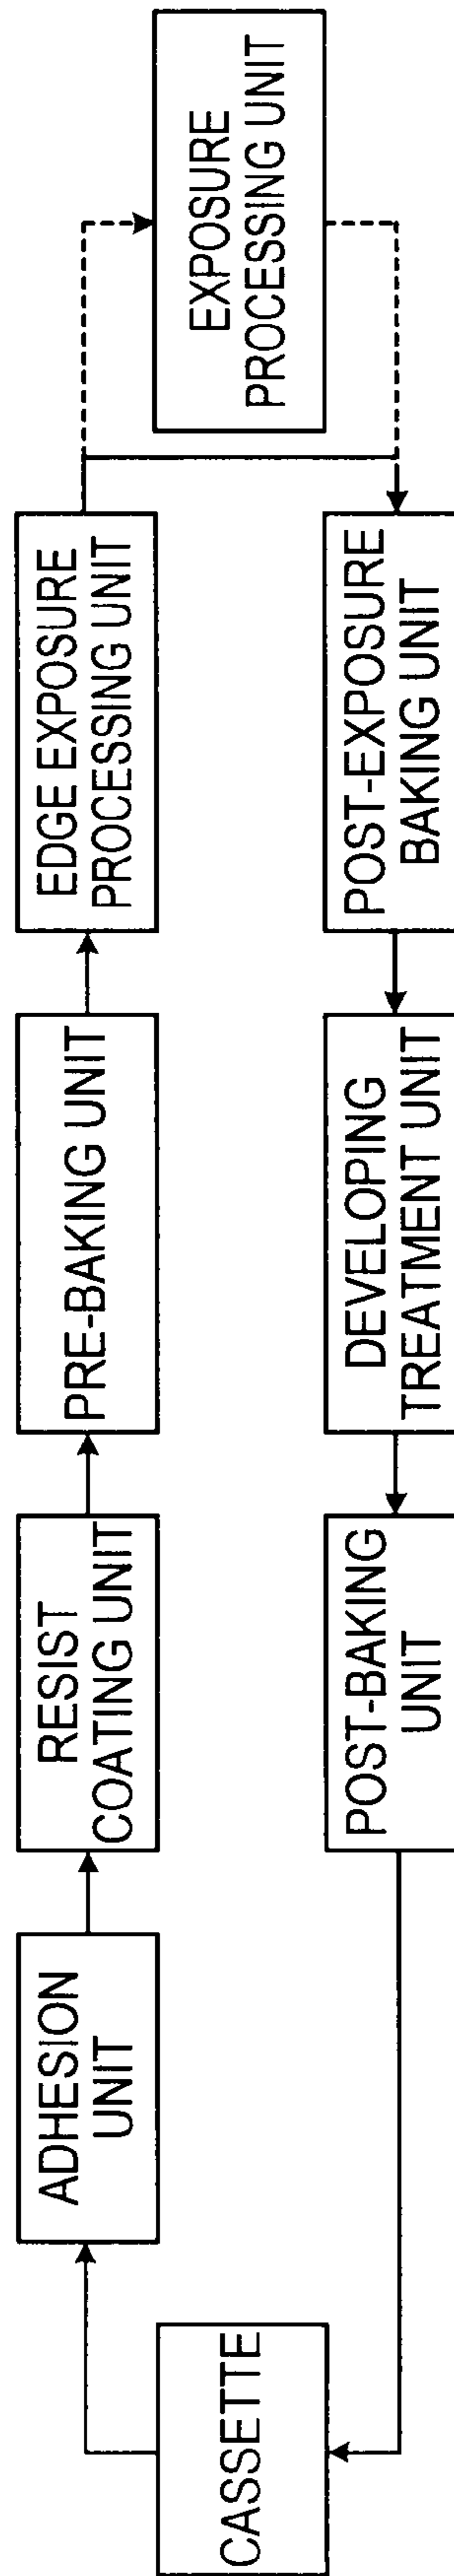 CASSETTE
ADHESION
UNIT
RESIST
COATING UNIT
PRE-BAKING UNIT
EDGE EXPOSURE
PROCESSING UNIT
EXPOSURE
PROCESSING UNIT
POST-EXPOSURE
BAKING UNIT
DEVELOPING
TREATMENT UNIT
POST-BAKING
UNIT